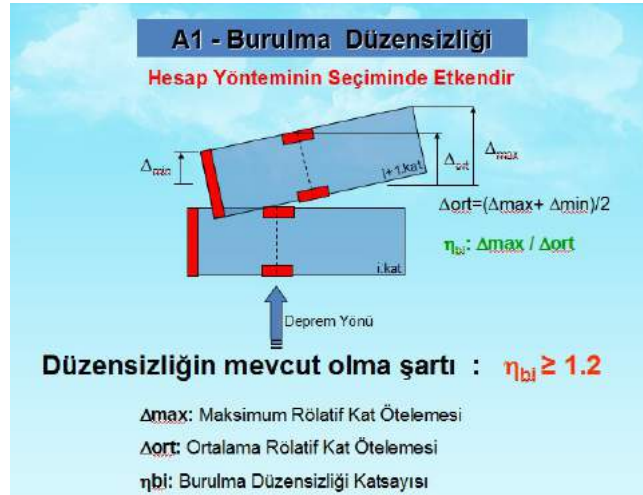 A1 - Burulma Düzensizliği
Hesap Yönteminin Seçiminde Etkendir
Δmin
Δort
Δmax
i+1.kat
Δort=(Δmax+ Δmin)/2
ηbi: Δmax / Δort
i.kat
Deprem Yönü
Düzensizliğin mevcut olma şartı : ηbi ≥ 1.2
Δmax: Maksimum Rölatif Kat Ötelemesi
Δort: Ortalama Rölatif Kat Ötelemesi
ηbi: Burulma Düzensizliği Katsayısı